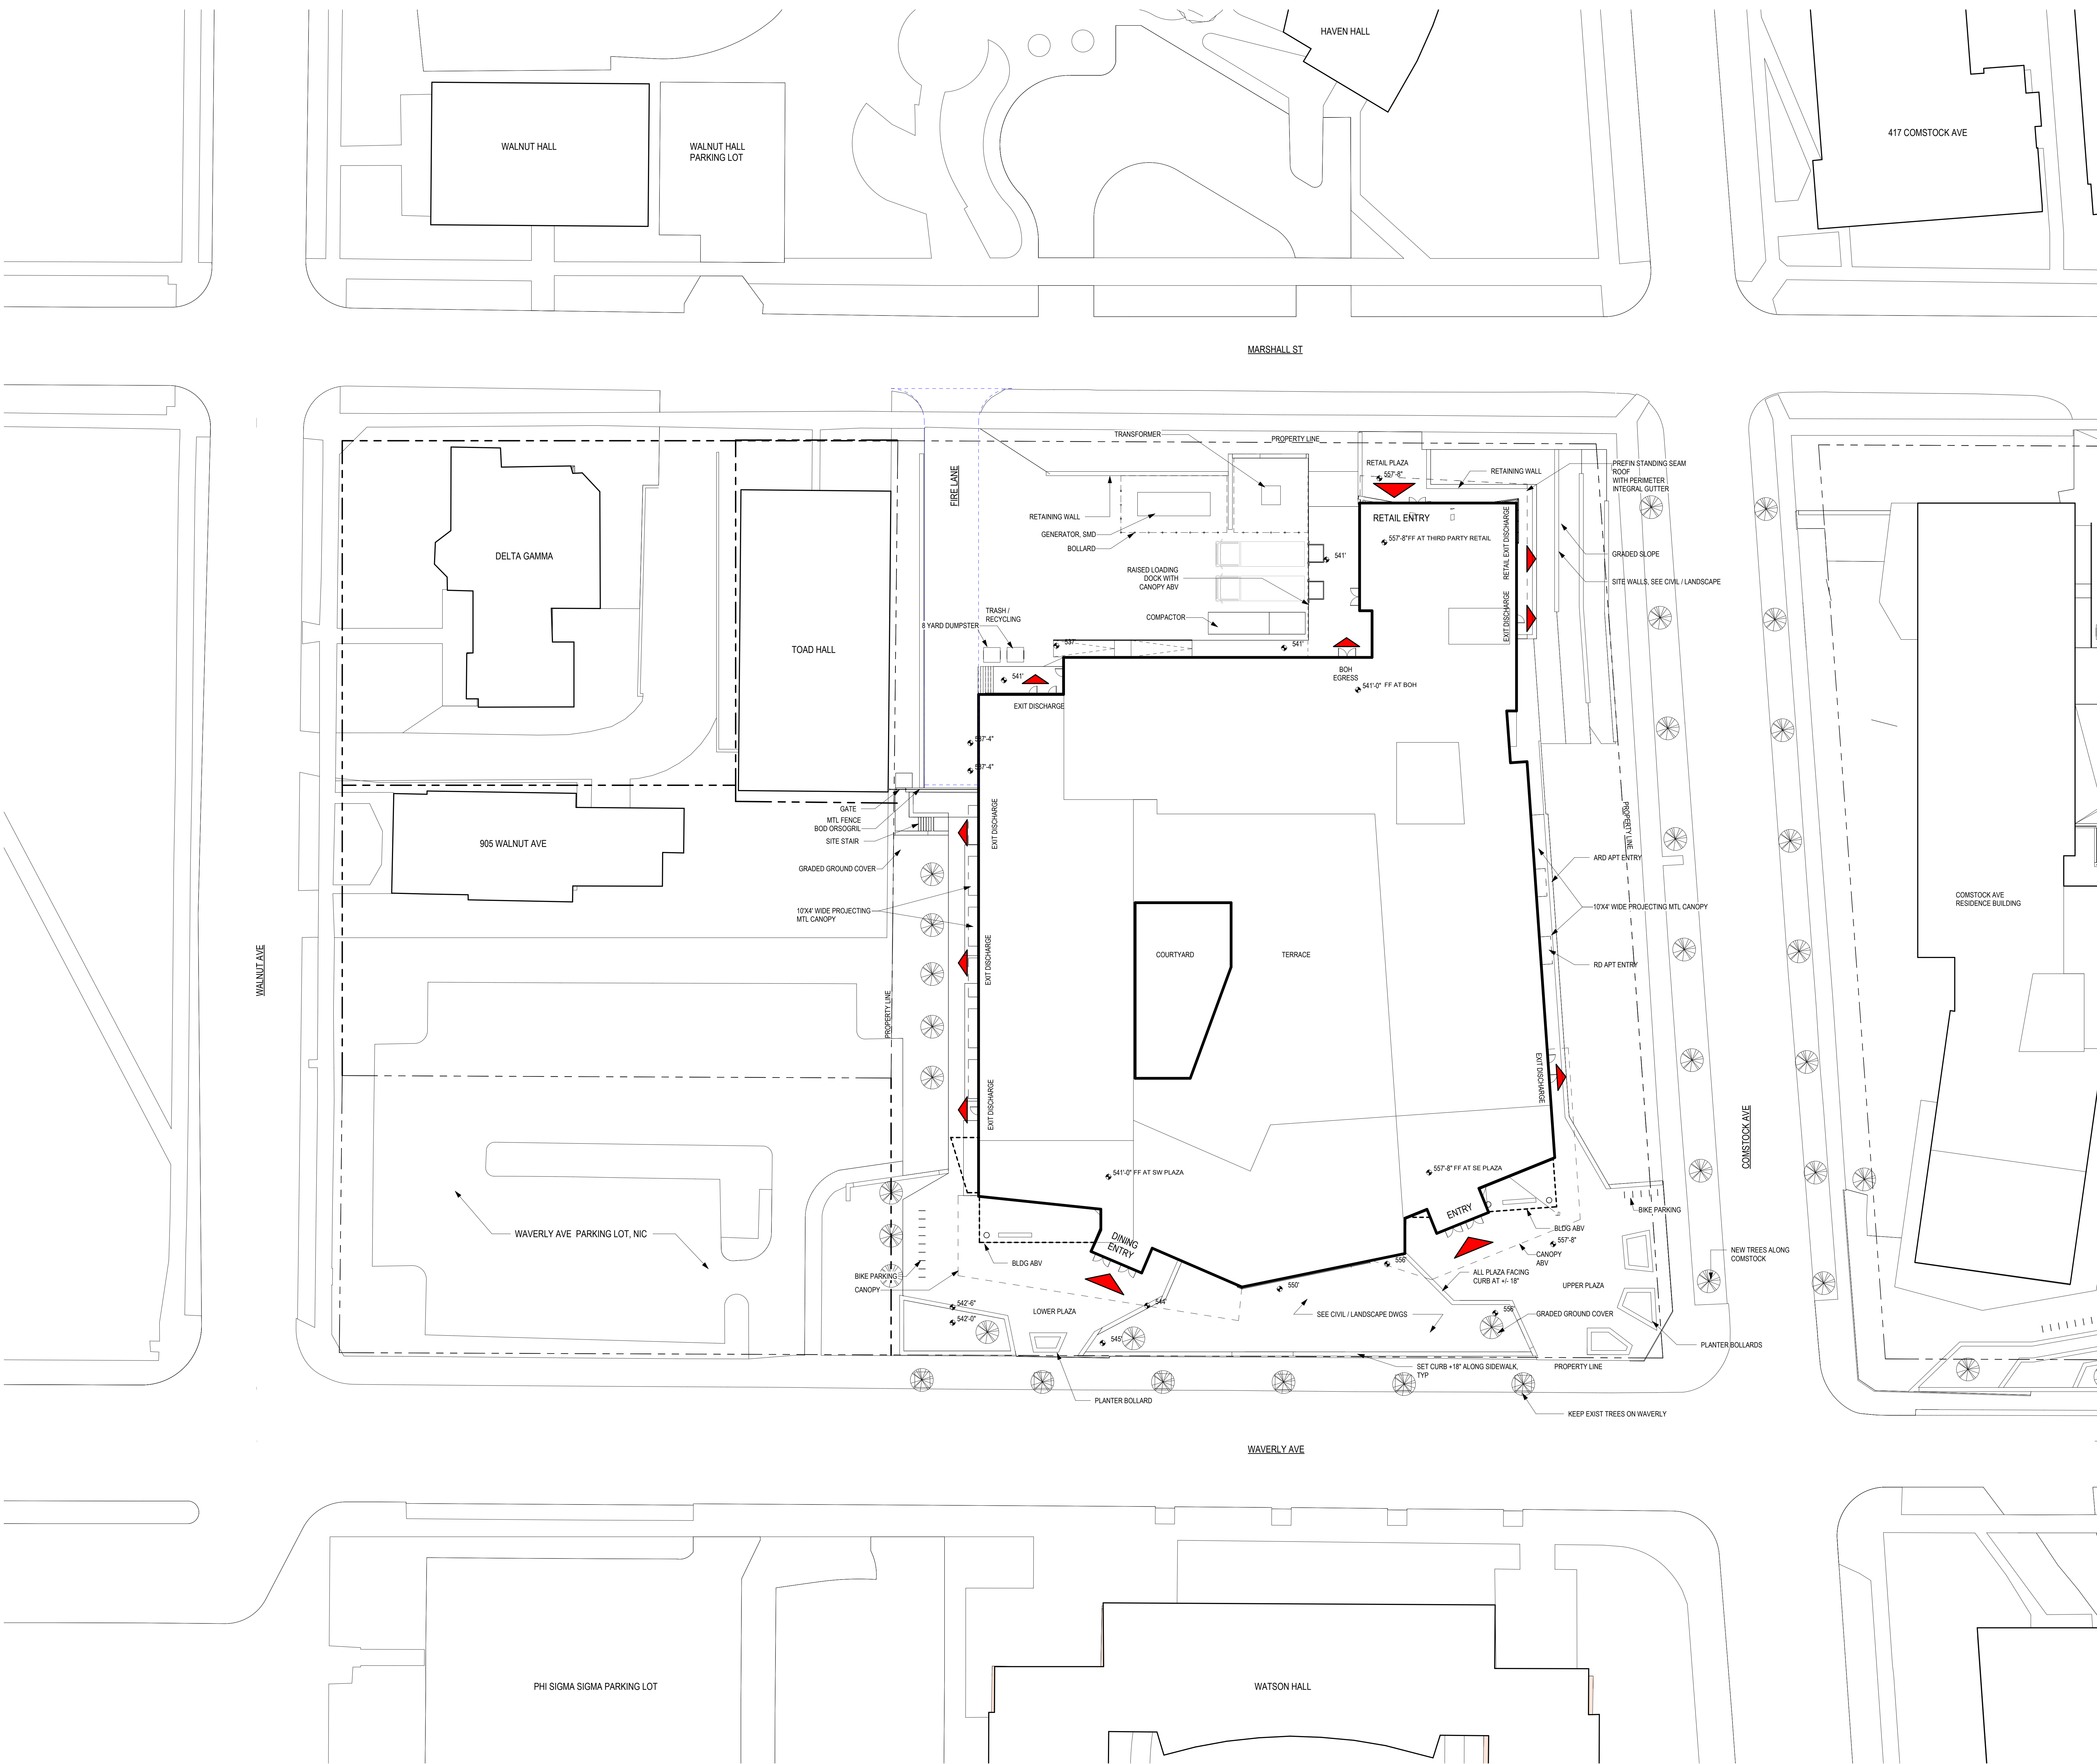 HAVEN HALL
417 COMSTOCK AVE
WALNUT HALL
WALNUT HALL
PARKING LOT
MARSHALL ST
TRANSFORMER
PROPERTY LINE
RETAIL PLAZA
557'-8"
RETAINING WALL
PREFIN STANDING SEAM
ROOF
WITH PERIMETER
INTEGRAL GUTTER
FIRE LANE
RETAINING WALL
RETAIL ENTRY
GENERATOR, SMD
BOLLARD
557'-8" FF AT THIRD PARTY RETAIL
RETAIL EXIT DISCHARGE
GRADED SLOPE
DELTA GAMMA
541'
RAISED LOADING
DOCK WITH
CANOPY ABV
SITE WALLS, SEE CIVIL / LANDSCAPE
TRASH /
RECYCLING
8 YARD DUMPSTER
COMPACTOR
EXIT DISCHARGE
537'
541'
TOAD HALL
BOH
EGRESS
541'
541'-0" FF AT BOH
EXIT DISCHARGE
537'-4"
537'-4"
GATE
MTL FENCE
BOD ORSOGRIL
SITE STAIR
EXIT DISCHARGE
PROPERTY LINE
905 WALNUT AVE
ARD APT ENTRY
GRADED GROUND COVER
10'X4' WIDE PROJECTING
MTL CANOPY
10'X4' WIDE PROJECTING MTL CANOPY
COMSTOCK AVE
RESIDENCE BUILDING
WALNUT AVE
EXIT DISCHARGE
COURTYARD
TERRACE
RD APT ENTRY
PROPERTY LINE
EXIT DISCHARGE
EXIT DISCHARGE
COMSTOCK AVE
541'-0" FF AT SW PLAZA
557'-8" FF AT SE PLAZA
BIKE PARKING
ENTRY
WAVERLY AVE PARKING LOT, NIC
DINING
ENTRY
BLDG ABV
557'-8"
BLDG ABV
CANOPY
ABV
NEW TREES ALONG
COMSTOCK
556'
BIKE PARKING
CANOPY
ALL PLAZA FACING
CURB AT +/- 18"
UPPER PLAZA
550'
542'-6"
544'
LOWER PLAZA
SEE CIVIL / LANDSCAPE DWGS
556'
GRADED GROUND COVER
542'-0"
545'
PLANTER BOLLARDS
SET CURB +18" ALONG SIDEWALK,
TYP
PROPERTY LINE
PLANTER BOLLARD
KEEP EXIST TREES ON WAVERLY
WAVERLY AVE
PHI SIGMA SIGMA PARKING LOT
WATSON HALL